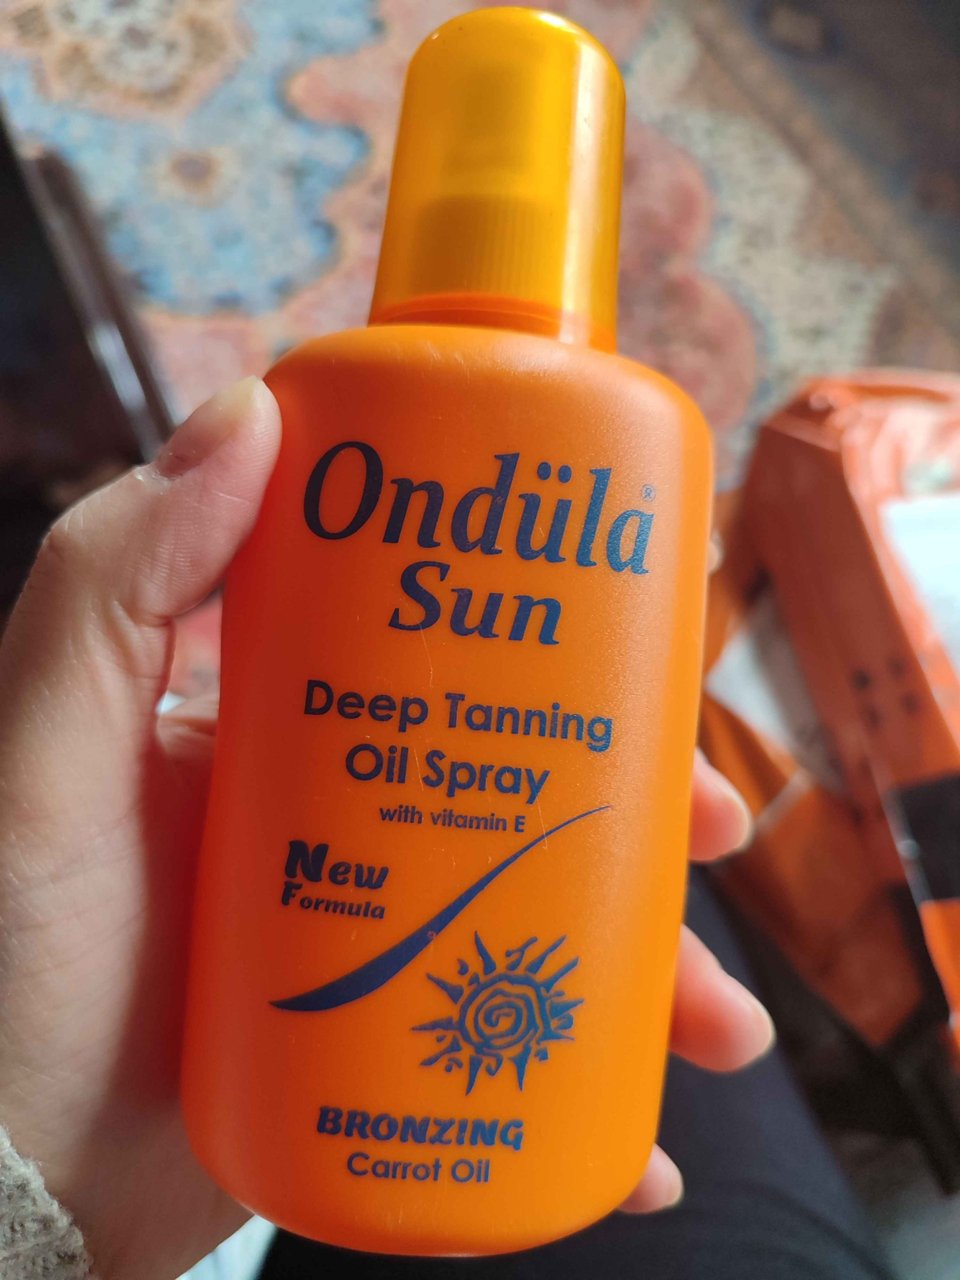 Ondüla®
Sun
Deep Tanning
Oil Spray
with vitamin E
New
Formula
BRONZING
Carrot Oil